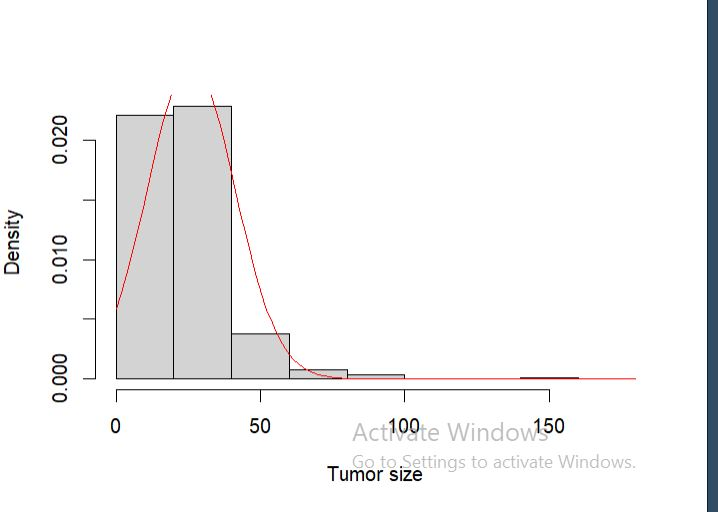 Density
0.000
0.010
0.020
0
50
100
150
Tumor size
Activate Windows
Go to Settings to activate Windows.